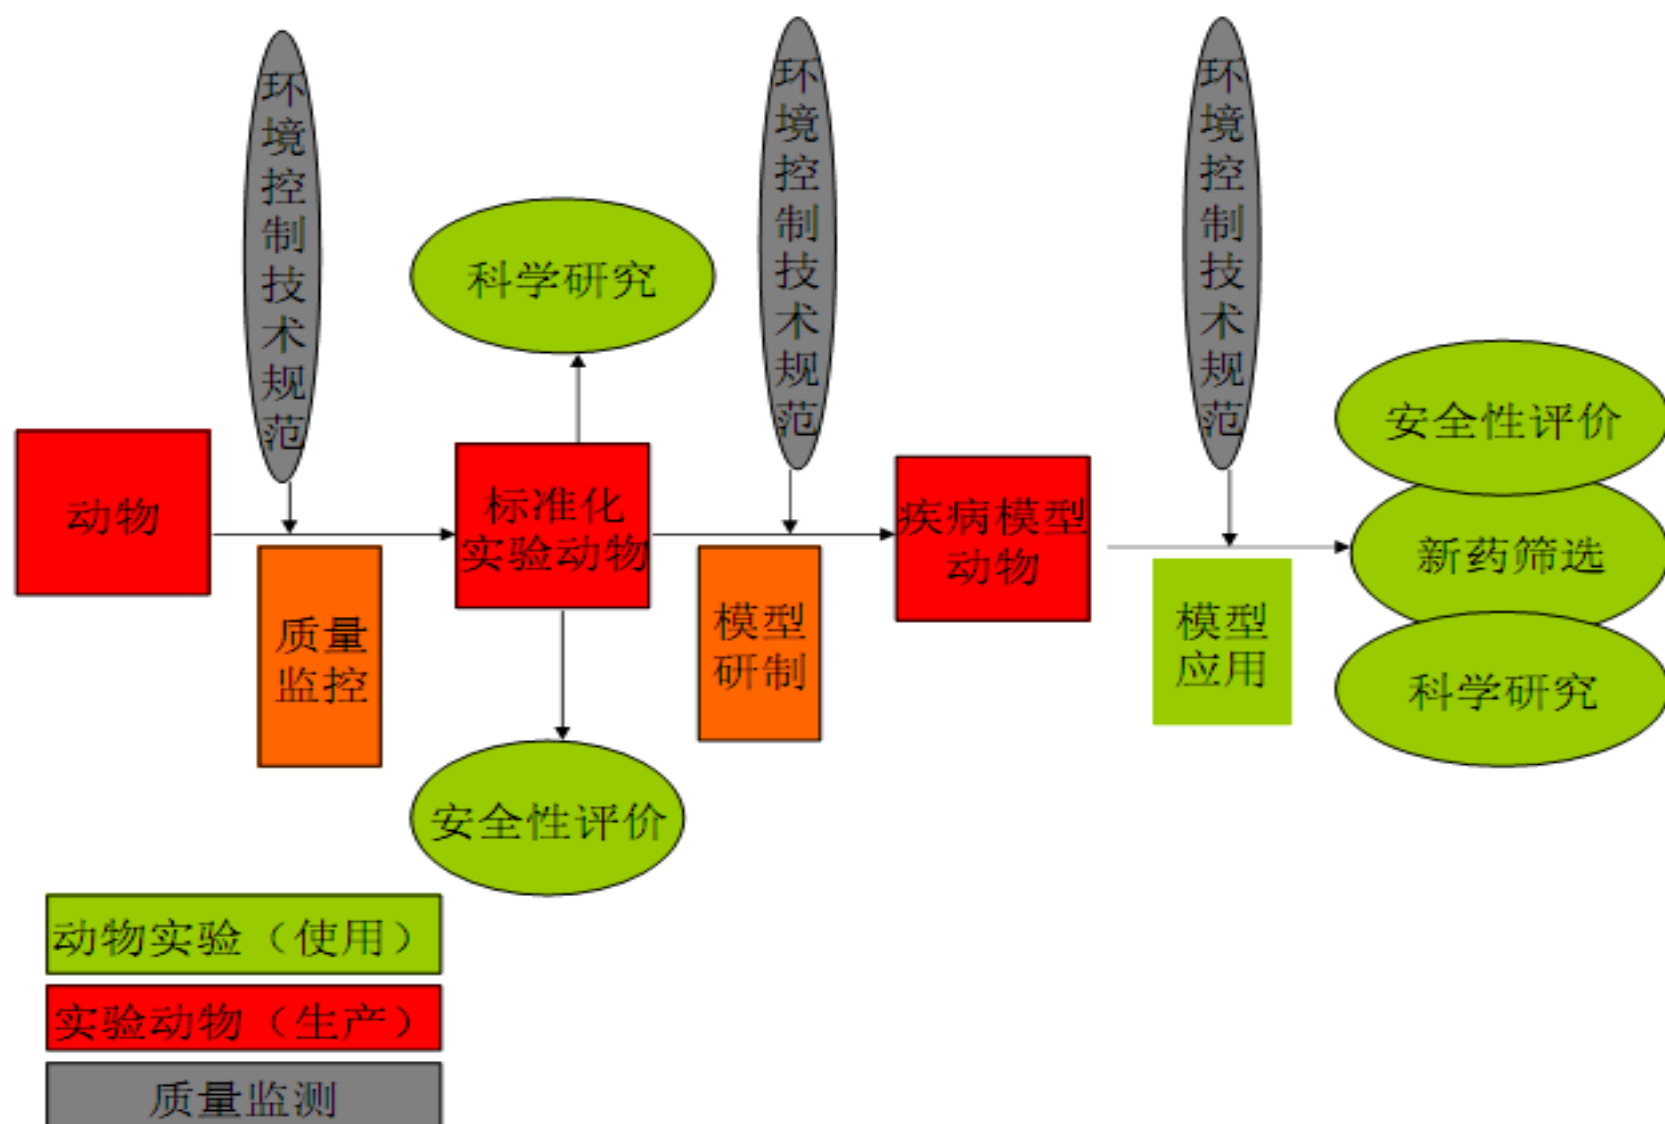 环境控制技术规范
环境控制技术规范
环境控制技术规范
科学研究
动物
标准化
实验动物
疾病模型
动物
安全性评价
新药筛选
科学研究
质量
监控
模型
研制
模型
应用
安全性评价
动物实验（使用）
实验动物（生产）
质量监测